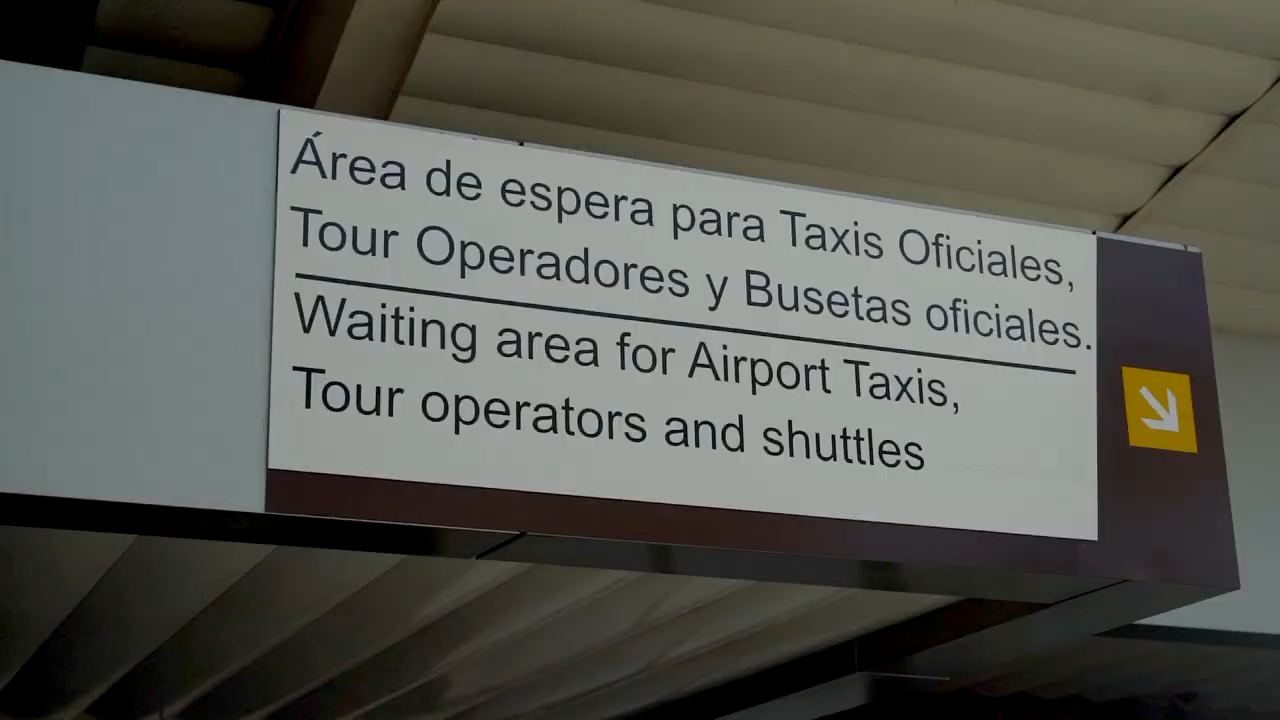 Área de espera para Taxis Oficiales,
Tour Operadores y Busetas oficiales.
Waiting area for Airport Taxis,
Tour operators and shuttles